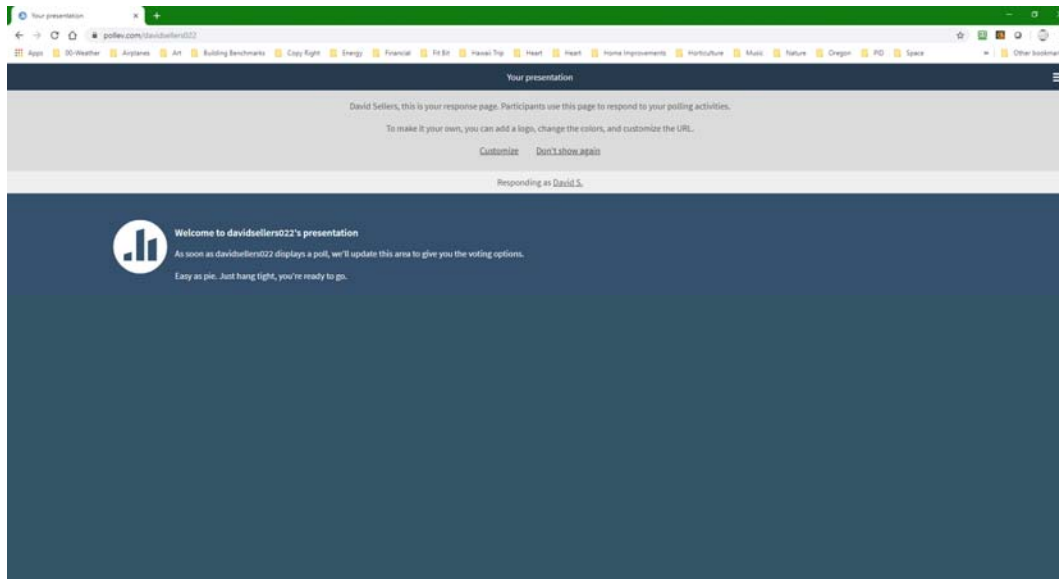 Your presentation
pollev.com/davidsellers022
Apps 00-Weather Airplanes Art Building Benchmarks Copy Right Energy Financial Fit Bit Hawaii Trip Heart Heart Home Improvements Horticulture Music Nature Oregon PID Space Other bookmar
Your presentation
David Sellers, this is your response page. Participants use this page to respond to your polling activities.
To make it your own, you can add a logo, change the colors, and customize the URL.
Customize Don't show again
Responding as David S.
Welcome to davidsellers022's presentation
As soon as davidsellers022 displays a poll, we'll update this area to give you the voting options.
Easy as pie. Just hang tight, you're ready to go.